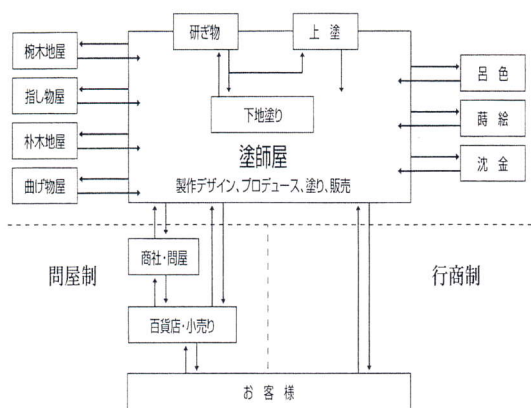 研ぎ物
上塗
椀木地屋
指し物屋
朴木地屋
曲げ物屋
下地塗り
塗師屋
製作デザイン、プロデュース、塗り、販売
呂色
蒔絵
沈金
問屋制
商社・問屋
百貨店・小売り
行商制
お客様